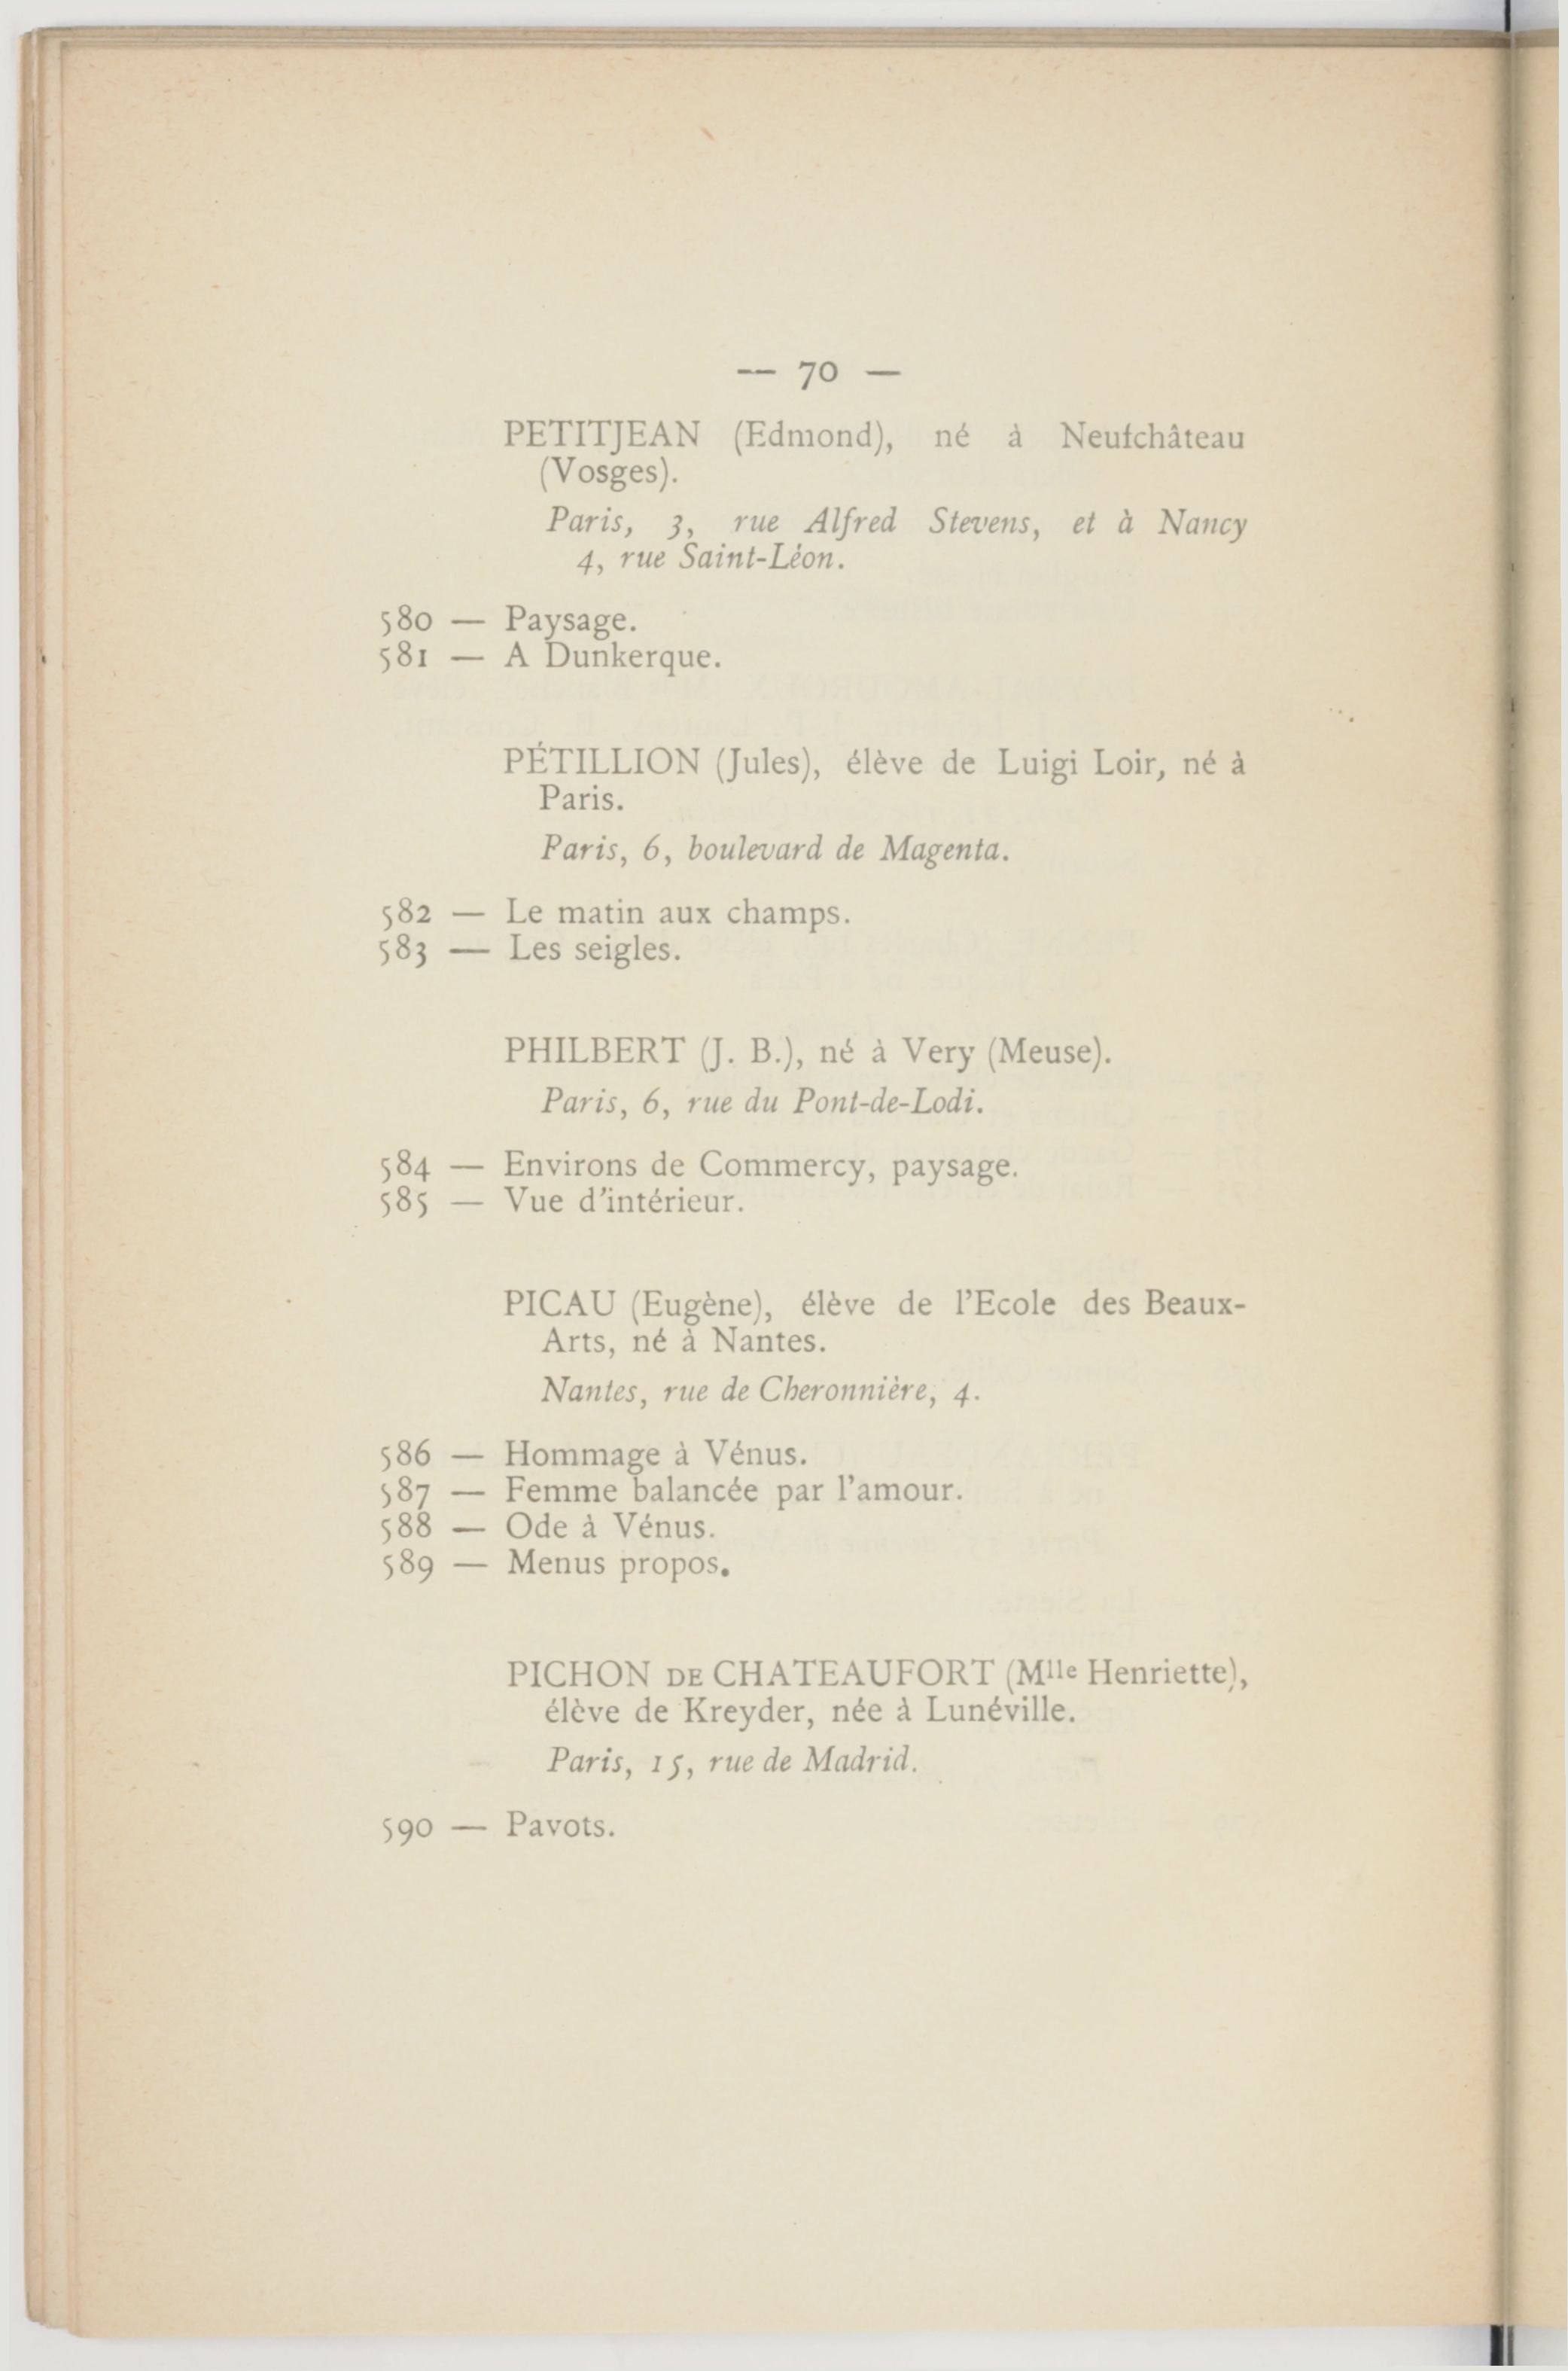 — 70 —
PETITJEAN (Edmond), né à Neufchâteau
(Vosges).
Paris, 3, rue Alfred Stevens, et à Nancy
4, rue Saint-Léon.
580 — Paysage.
581 — A Dunkerque.
PÉTILLION (Jules), élève de Luigi Loir, né à
Paris.
Paris, 6, boulevard de Magenta.
582 — Le matin aux champs.
583 — Les seigles.
PHILBERT (J. B.), né à Very (Meuse).
Paris, 6, rue du Pont-de-Lodi.
584 — Environs de Commercy, paysage.
585 — Vue d'intérieur.
PICAU (Eugène), élève de l'Ecole des Beaux-
Arts, né à Nantes.
Nantes, rue de Cheronnière, 4.
586 — Hommage à Vénus.
587 — Femme balancée par l'amour.
588 — Ode à Vénus.
589 — Menus propos.
PICHON DE CHATEAUFORT (Mlle Henriette),
élève de Kreyder, née à Lunéville.
Paris, 15, rue de Madrid.
590 — Pavots.